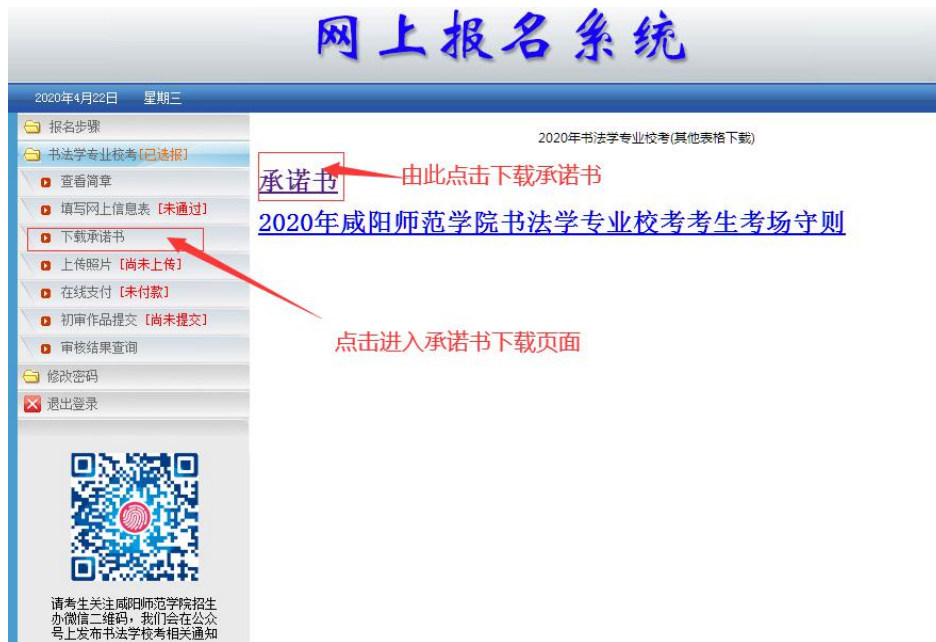 网上报名系统
2020年4月22日 星期三
报名步骤
书法学专业校考[已选报]
查看简章
填写网上信息表 [未通过]
下载承诺书
上传照片 [尚未上传]
在线支付 [未付款]
初审作品提交 [尚未提交]
审核结果查询
修改密码
退出登录
请考生关注咸阳师范学院招生
办微信二维码，我们会在公众
号上发布书法学校考相关通知
2020年书法学专业校考(其他表格下载)
承诺书
由此点击下载承诺书
2020年咸阳师范学院书法学专业校考考生考场守则
点击进入承诺书下载页面